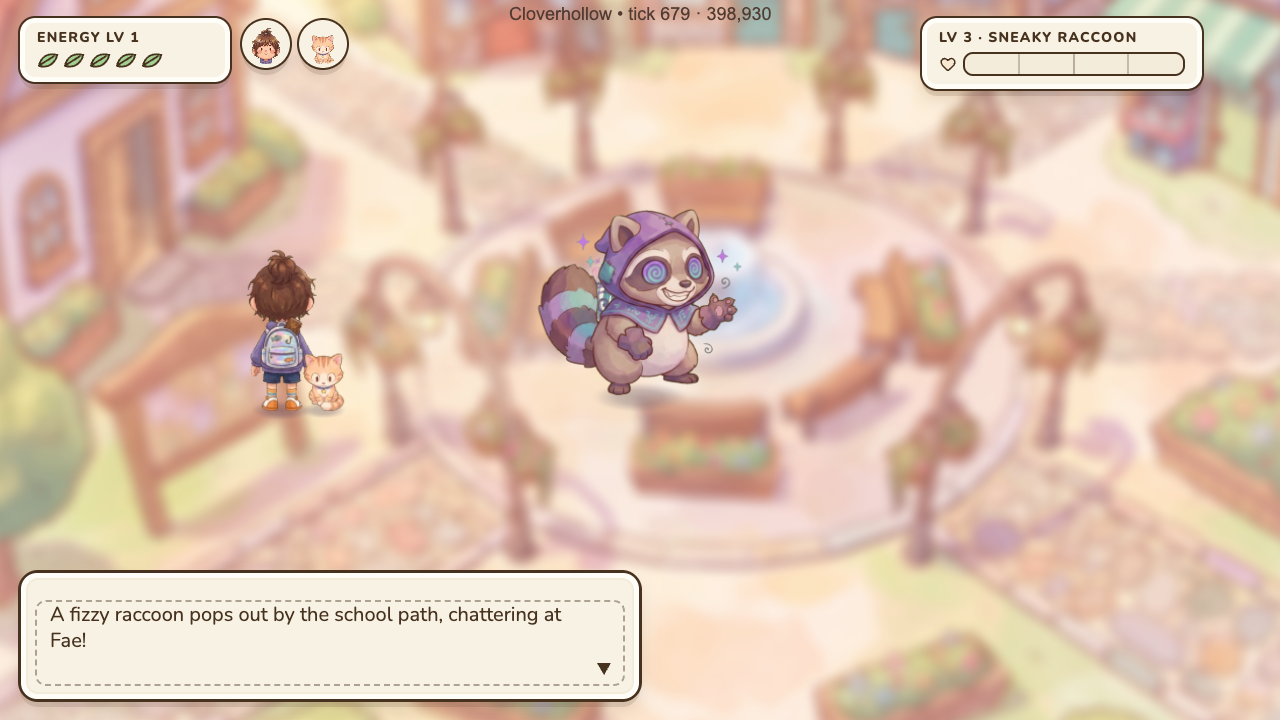 Cloverhollow • tick 679 · 398,930
ENERGY LV 1
LV 3 · SNEAKY RACCOON
A fizzy raccoon pops out by the school path, chattering at
Fae!